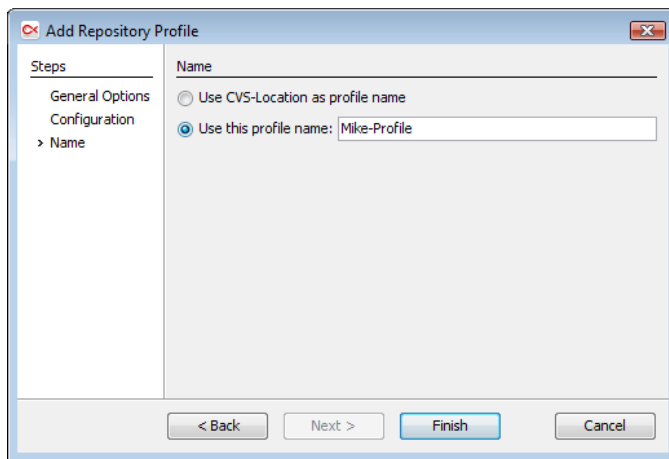 Add Repository Profile
Steps
General Options
Configuration
> Name
Name
Use CVS-Location as profile name
Use this profile name: Mike-Profile
< Back
Next >
Finish
Cancel